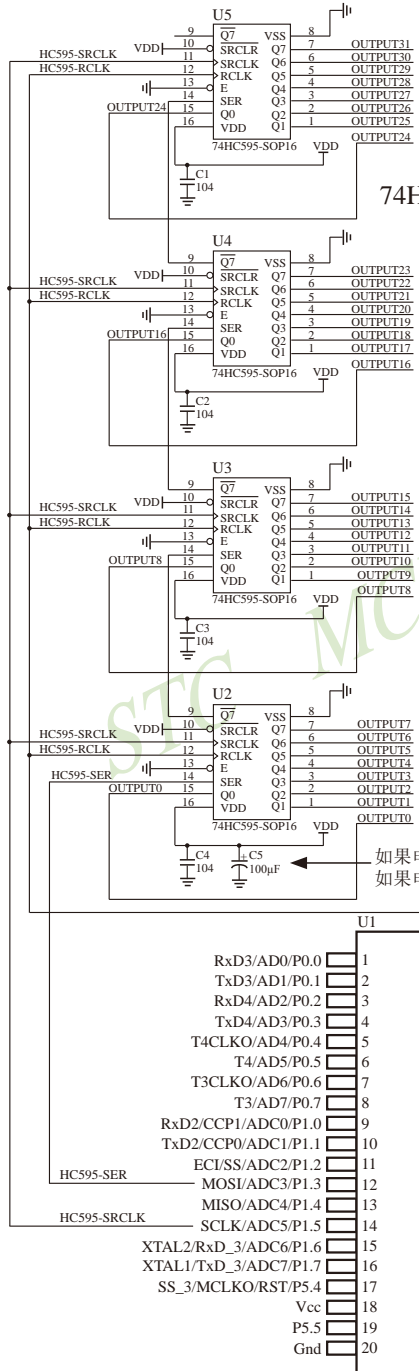 U5
9 Q7 VSS 8
VDD 10 SRCLR Q7 7 OUTPUT31
HC595-SRCLK 11 SRCLK Q6 6 OUTPUT30
HC595-RCLK 12 RCLK Q5 5 OUTPUT29
13 E Q4 4 OUTPUT28
14 SER Q3 3 OUTPUT27
OUTPUT24 15 Q0 Q2 2 OUTPUT26
16 VDD Q1 1 OUTPUT25
OUTPUT24
74HC595-SOP16 VDD
C1
104
74H
U4
9 Q7 VSS 8
VDD 10 SRCLR Q7 7 OUTPUT23
HC595-SRCLK 11 SRCLK Q6 6 OUTPUT22
HC595-RCLK 12 RCLK Q5 5 OUTPUT21
13 E Q4 4 OUTPUT20
14 SER Q3 3 OUTPUT19
OUTPUT16 15 Q0 Q2 2 OUTPUT18
16 VDD Q1 1 OUTPUT17
OUTPUT16
74HC595-SOP16 VDD
C2
104
U3
9 Q7 VSS 8
VDD 10 SRCLR Q7 7 OUTPUT15
HC595-SRCLK 11 SRCLK Q6 6 OUTPUT14
HC595-RCLK 12 RCLK Q5 5 OUTPUT13
13 E Q4 4 OUTPUT12
14 SER Q3 3 OUTPUT11
OUTPUT8 15 Q0 Q2 2 OUTPUT10
16 VDD Q1 1 OUTPUT9
OUTPUT8
74HC595-SOP16 VDD
C3
104
STC MC
U2
9 Q7 VSS 8
VDD 10 SRCLR Q7 7 OUTPUT7
HC595-SRCLK 11 SRCLK Q6 6 OUTPUT6
HC595-RCLK 12 RCLK Q5 5 OUTPUT5
13 E Q4 4 OUTPUT4
HC595-SER 14 SER Q3 3 OUTPUT3
OUTPUT0 15 Q0 Q2 2 OUTPUT2
16 VDD Q1 1 OUTPUT1
OUTPUT0
74HC595-SOP16 VDD
C4
104
+ C5
100μF
如果电
如果电
U1
RxD3/AD0/P0.0 1
TxD3/AD1/P0.1 2
RxD4/AD2/P0.2 3
TxD4/AD3/P0.3 4
T4CLKO/AD4/P0.4 5
T4/AD5/P0.5 6
T3CLKO/AD6/P0.6 7
T3/AD7/P0.7 8
RxD2/CCP1/ADC0/P1.0 9
TxD2/CCP0/ADC1/P1.1 10
ECI/SS/ADC2/P1.2 11
HC595-SER MOSI/ADC3/P1.3 12
MISO/ADC4/P1.4 13
HC595-SRCLK SCLK/ADC5/P1.5 14
XTAL2/RxD_3/ADC6/P1.6 15
XTAL1/TxD_3/ADC7/P1.7 16
SS_3/MCLKO/RST/P5.4 17
Vcc 18
P5.5 19
Gnd 20